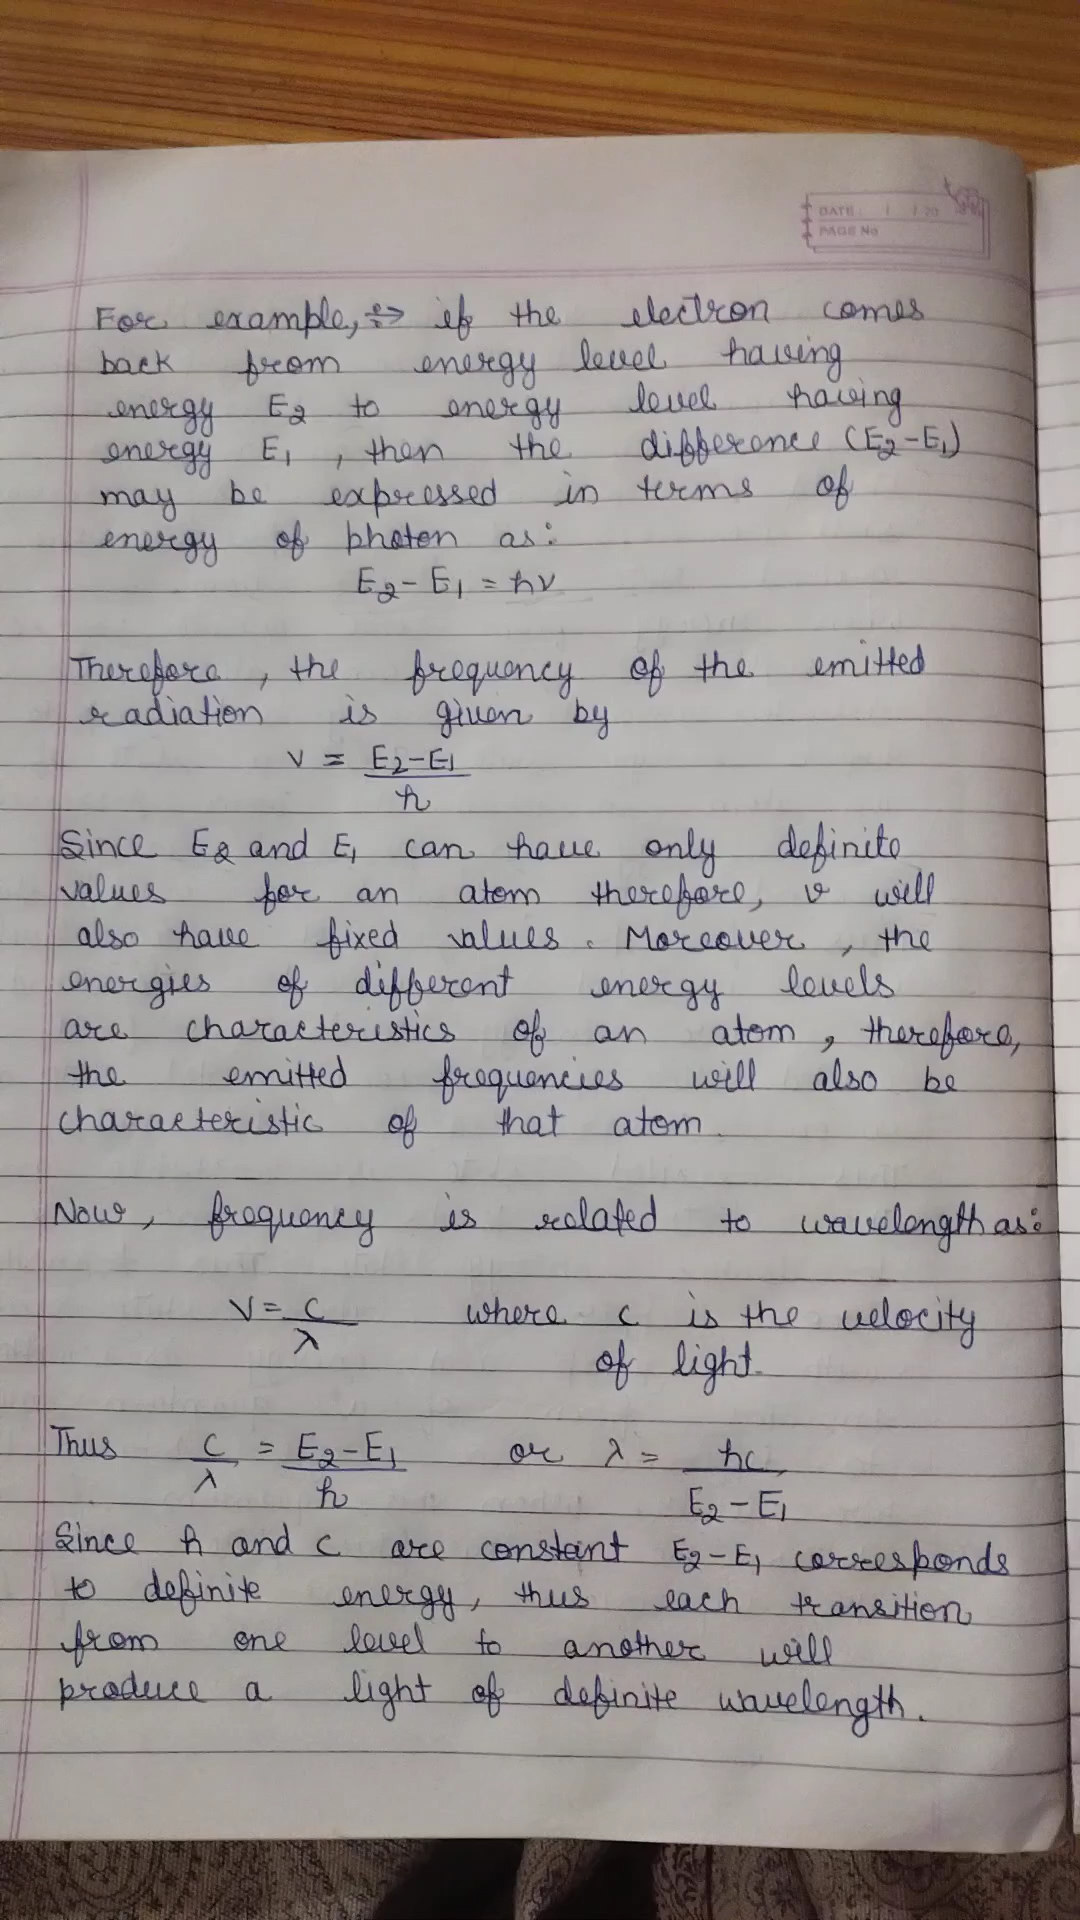 DATE: / / 20
PAGE No
For example, if the electron comes
back from energy level having
energy E₂ to energy level having
energy E₁, then the difference (E₂-E₁)
may be expressed in terms of
energy of photon as:
E₂-E₁ = hν
Therefore, the frequency of the emitted
radiation is given by
ν = E₂-E₁
h
Since E₂ and E₁ can have only definite
values for an atom therefore, ν will
also have fixed values. Moreover, the
energies of different energy levels
are characteristics of an atom, therefore,
the emitted frequencies will also be
characteristic of that atom.
Now, frequency is related to wavelength as:
ν = c where c is the velocity
λ of light.
Thus c = E₂-E₁ or λ = hc
λ h E₂-E₁
Since h and c are constant E₂-E₁ corresponds
to definite energy, thus each transition
from one level to another will
produce a light of definite wavelength.